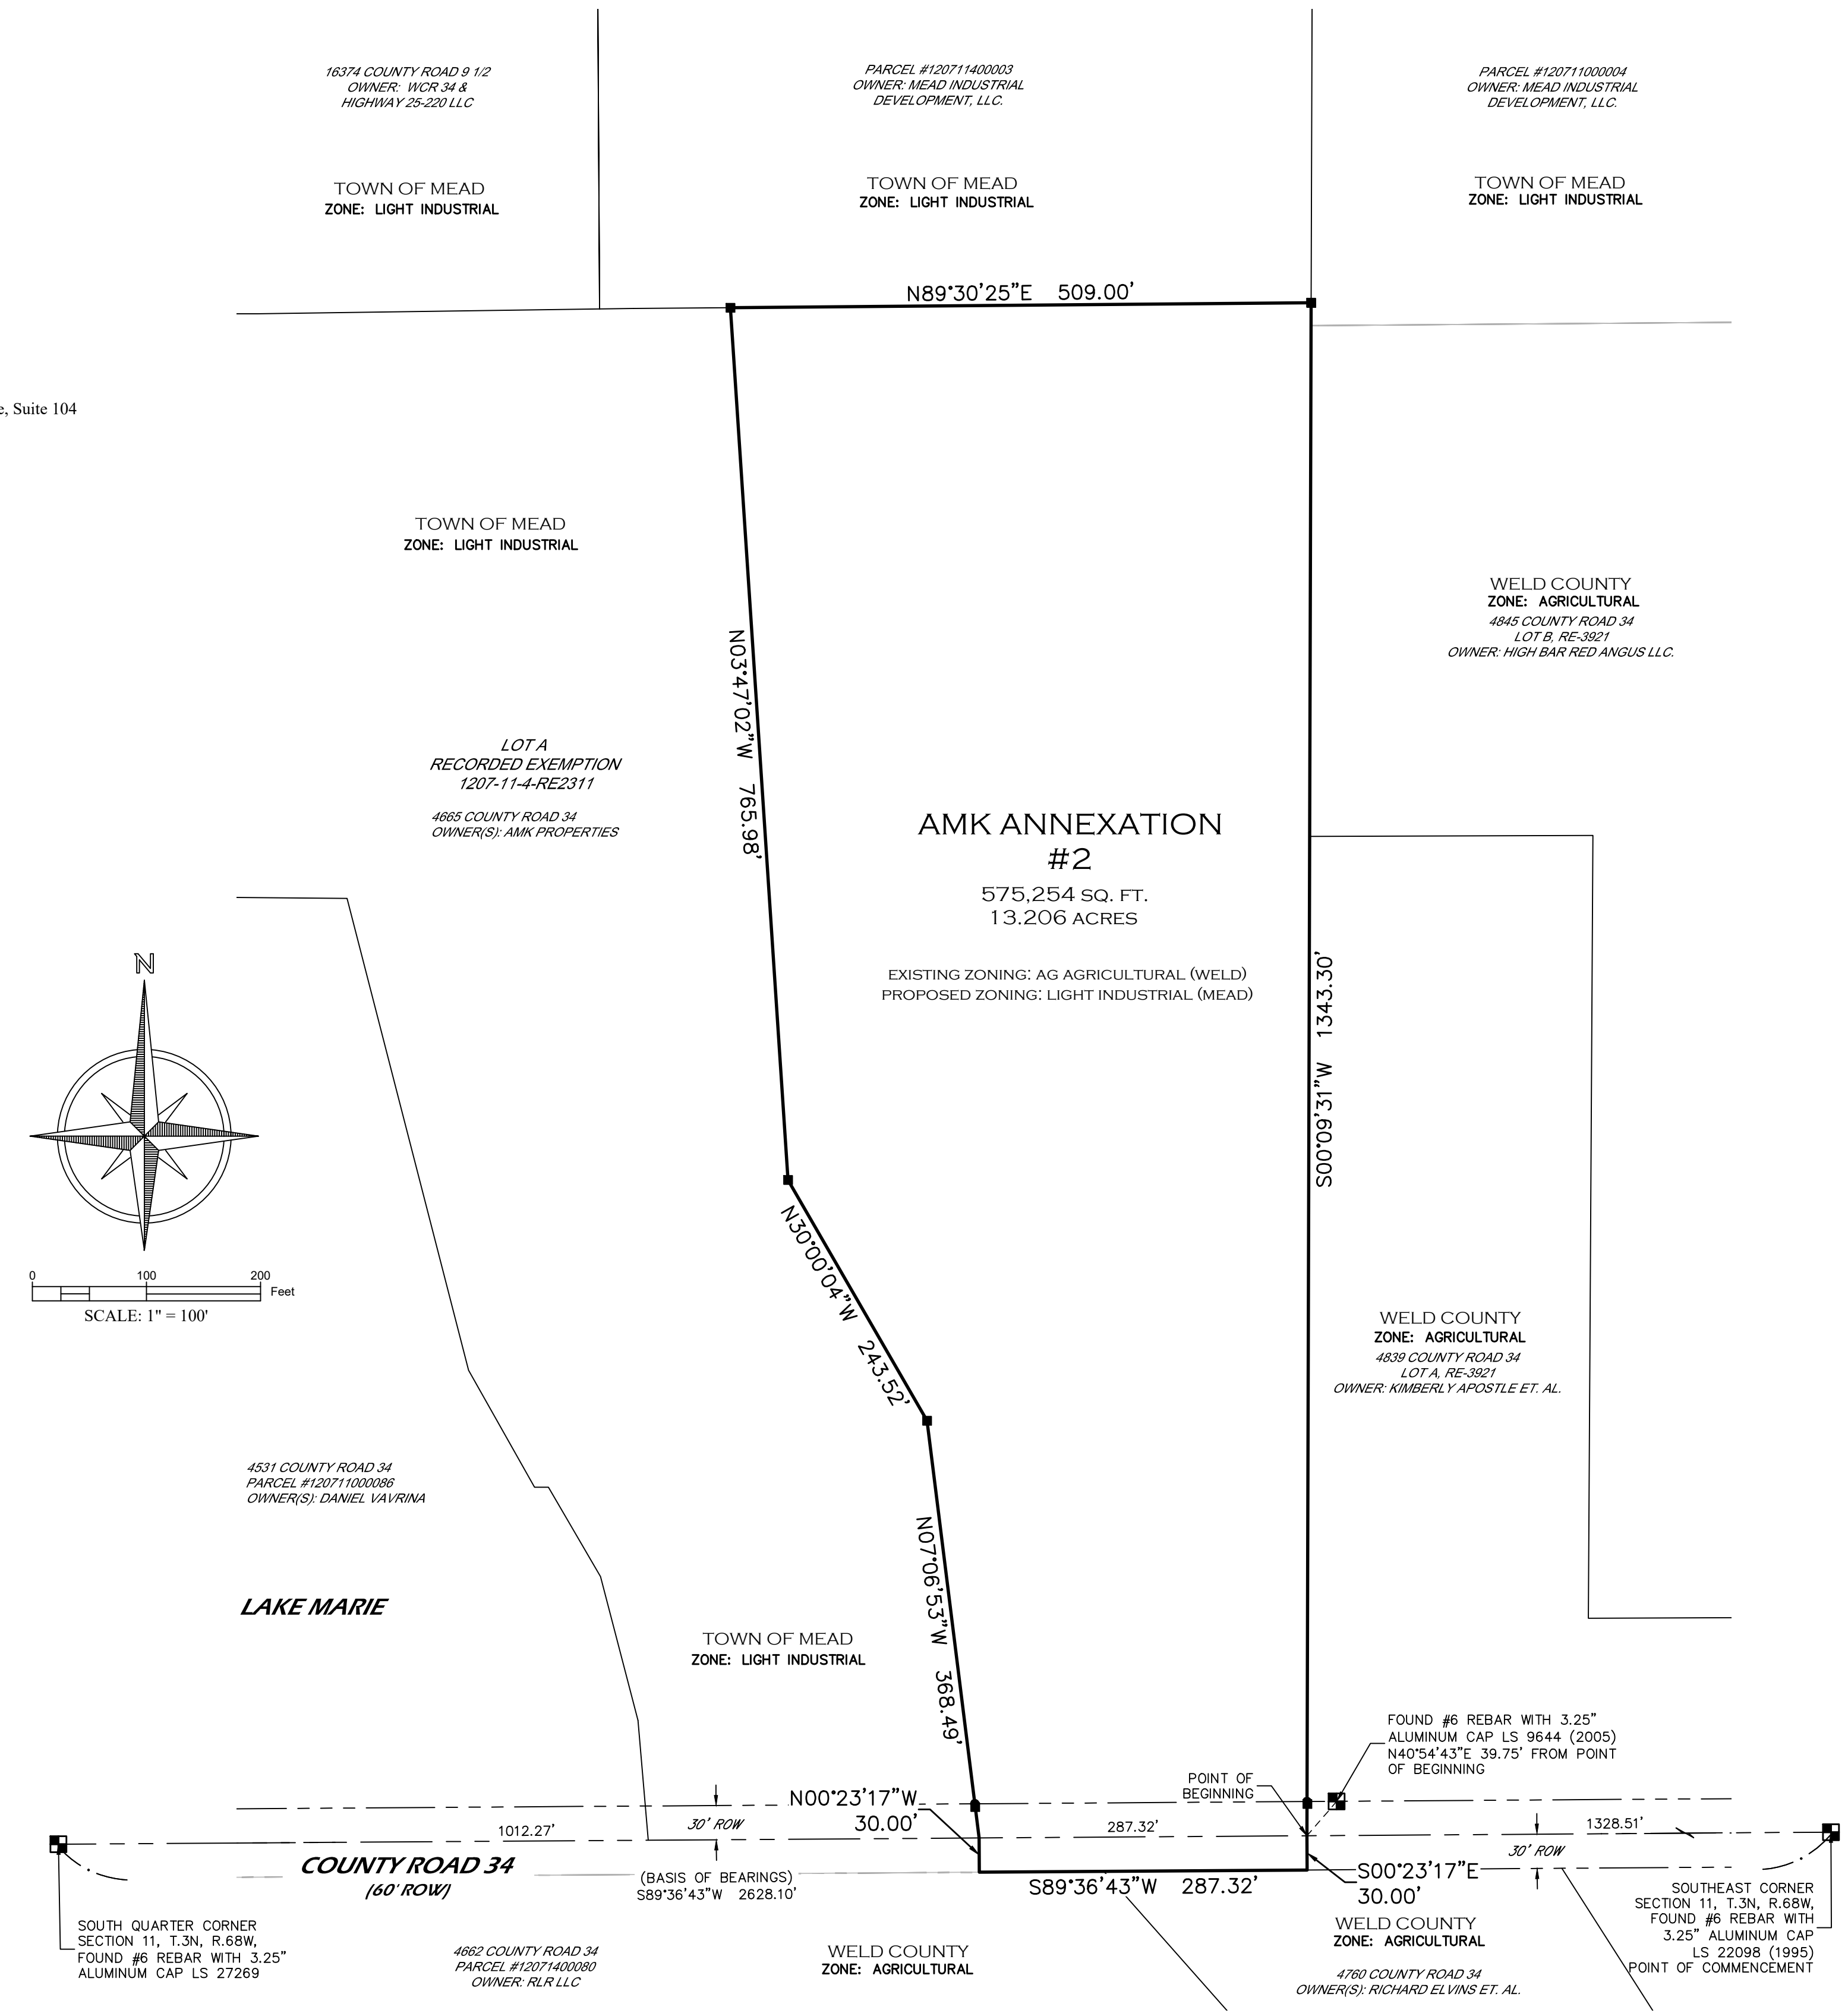 16374 COUNTY ROAD 9 1/2
OWNER: WCR 34 &
HIGHWAY 25-220 LLC
PARCEL #120711400003
OWNER: MEAD INDUSTRIAL
DEVELOPMENT, LLC.
PARCEL #120711000004
OWNER: MEAD INDUSTRIAL
DEVELOPMENT, LLC.
TOWN OF MEAD
ZONE: LIGHT INDUSTRIAL
TOWN OF MEAD
ZONE: LIGHT INDUSTRIAL
TOWN OF MEAD
ZONE: LIGHT INDUSTRIAL
N89°30'25"E 509.00'
e, Suite 104
TOWN OF MEAD
ZONE: LIGHT INDUSTRIAL
WELD COUNTY
ZONE: AGRICULTURAL
4845 COUNTY ROAD 34
LOT B, RE-3921
OWNER: HIGH BAR RED ANGUS LLC.
N03°47'02"W 765.98'
LOT A
RECORDED EXEMPTION
1207-11-4-RE2311
4665 COUNTY ROAD 34
OWNER(S): AMK PROPERTIES
AMK ANNEXATION
#2
575,254 SQ. FT.
13.206 ACRES
EXISTING ZONING: AG AGRICULTURAL (WELD)
PROPOSED ZONING: LIGHT INDUSTRIAL (MEAD)
S00°09'31"W 1343.30'
N
0 100 200
Feet
SCALE: 1" = 100'
N30°00'04"W 243.52'
WELD COUNTY
ZONE: AGRICULTURAL
4839 COUNTY ROAD 34
LOT A, RE-3921
OWNER: KIMBERLY APOSTLE ET. AL.
4531 COUNTY ROAD 34
PARCEL #120711000086
OWNER(S): DANIEL VAVRINA
N07°06'53"W 368.49'
LAKE MARIE
TOWN OF MEAD
ZONE: LIGHT INDUSTRIAL
FOUND #6 REBAR WITH 3.25"
ALUMINUM CAP LS 9644 (2005)
N40°54'43"E 39.75' FROM POINT
OF BEGINNING
POINT OF
BEGINNING
N00°23'17"W
30.00'
30' ROW
1012.27'
287.32'
1328.51'
30' ROW
COUNTY ROAD 34
(60' ROW)
(BASIS OF BEARINGS)
S89°36'43"W 2628.10'
S89°36'43"W 287.32'
S00°23'17"E
30.00'
SOUTH QUARTER CORNER
SECTION 11, T.3N, R.68W,
FOUND #6 REBAR WITH 3.25"
ALUMINUM CAP LS 27269
4662 COUNTY ROAD 34
PARCEL #12071400080
OWNER: RLR LLC
WELD COUNTY
ZONE: AGRICULTURAL
WELD COUNTY
ZONE: AGRICULTURAL
4760 COUNTY ROAD 34
OWNER(S): RICHARD ELVINS ET. AL.
SOUTHEAST CORNER
SECTION 11, T.3N, R.68W,
FOUND #6 REBAR WITH
3.25" ALUMINUM CAP
LS 22098 (1995)
POINT OF COMMENCEMENT